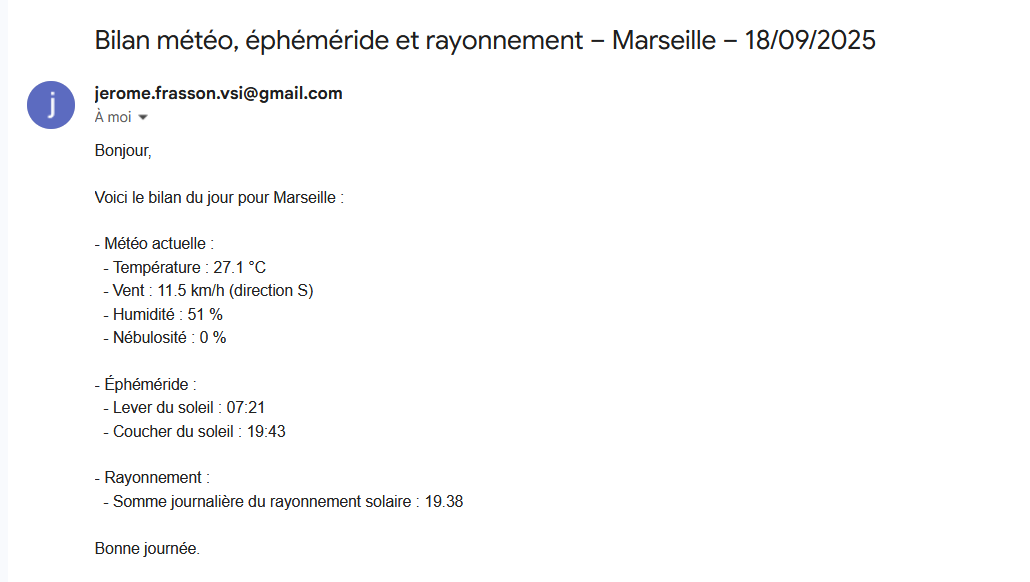 Bilan météo, éphéméride et rayonnement – Marseille – 18/09/2025
j
jerome.frasson.vsi@gmail.com
À moi
Bonjour,
Voici le bilan du jour pour Marseille :
- Météo actuelle :
- Température : 27.1 °C
- Vent : 11.5 km/h (direction S)
- Humidité : 51 %
- Nébulosité : 0 %
- Éphéméride :
- Lever du soleil : 07:21
- Coucher du soleil : 19:43
- Rayonnement :
- Somme journalière du rayonnement solaire : 19.38
Bonne journée.